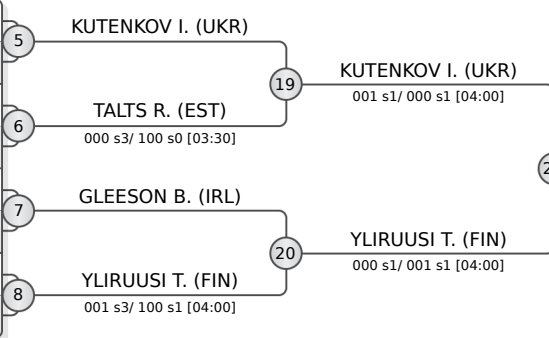 5
KUTENKOV I. (UKR)
19
KUTENKOV I. (UKR)
001 s1/ 000 s1 [04:00]
6
TALTS R. (EST)
000 s3/ 100 s0 [03:30]
7
GLEESON B. (IRL)
20
YLIRUUSI T. (FIN)
000 s1/ 001 s1 [04:00]
8
YLIRUUSI T. (FIN)
001 s3/ 100 s1 [04:00]